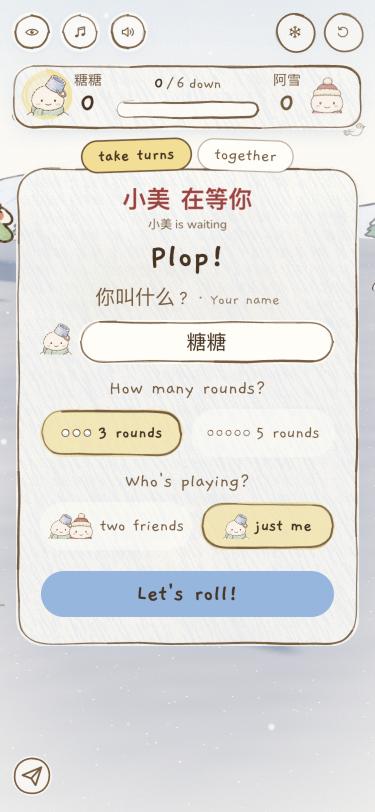 糖糖
0/6 down
阿雪
0
0
take turns
together
小美 在等你
小美 is waiting
Plop!
你叫什么？ · Your name
糖糖
How many rounds?
3 rounds
5 rounds
Who's playing?
two friends
just me
Let's roll!